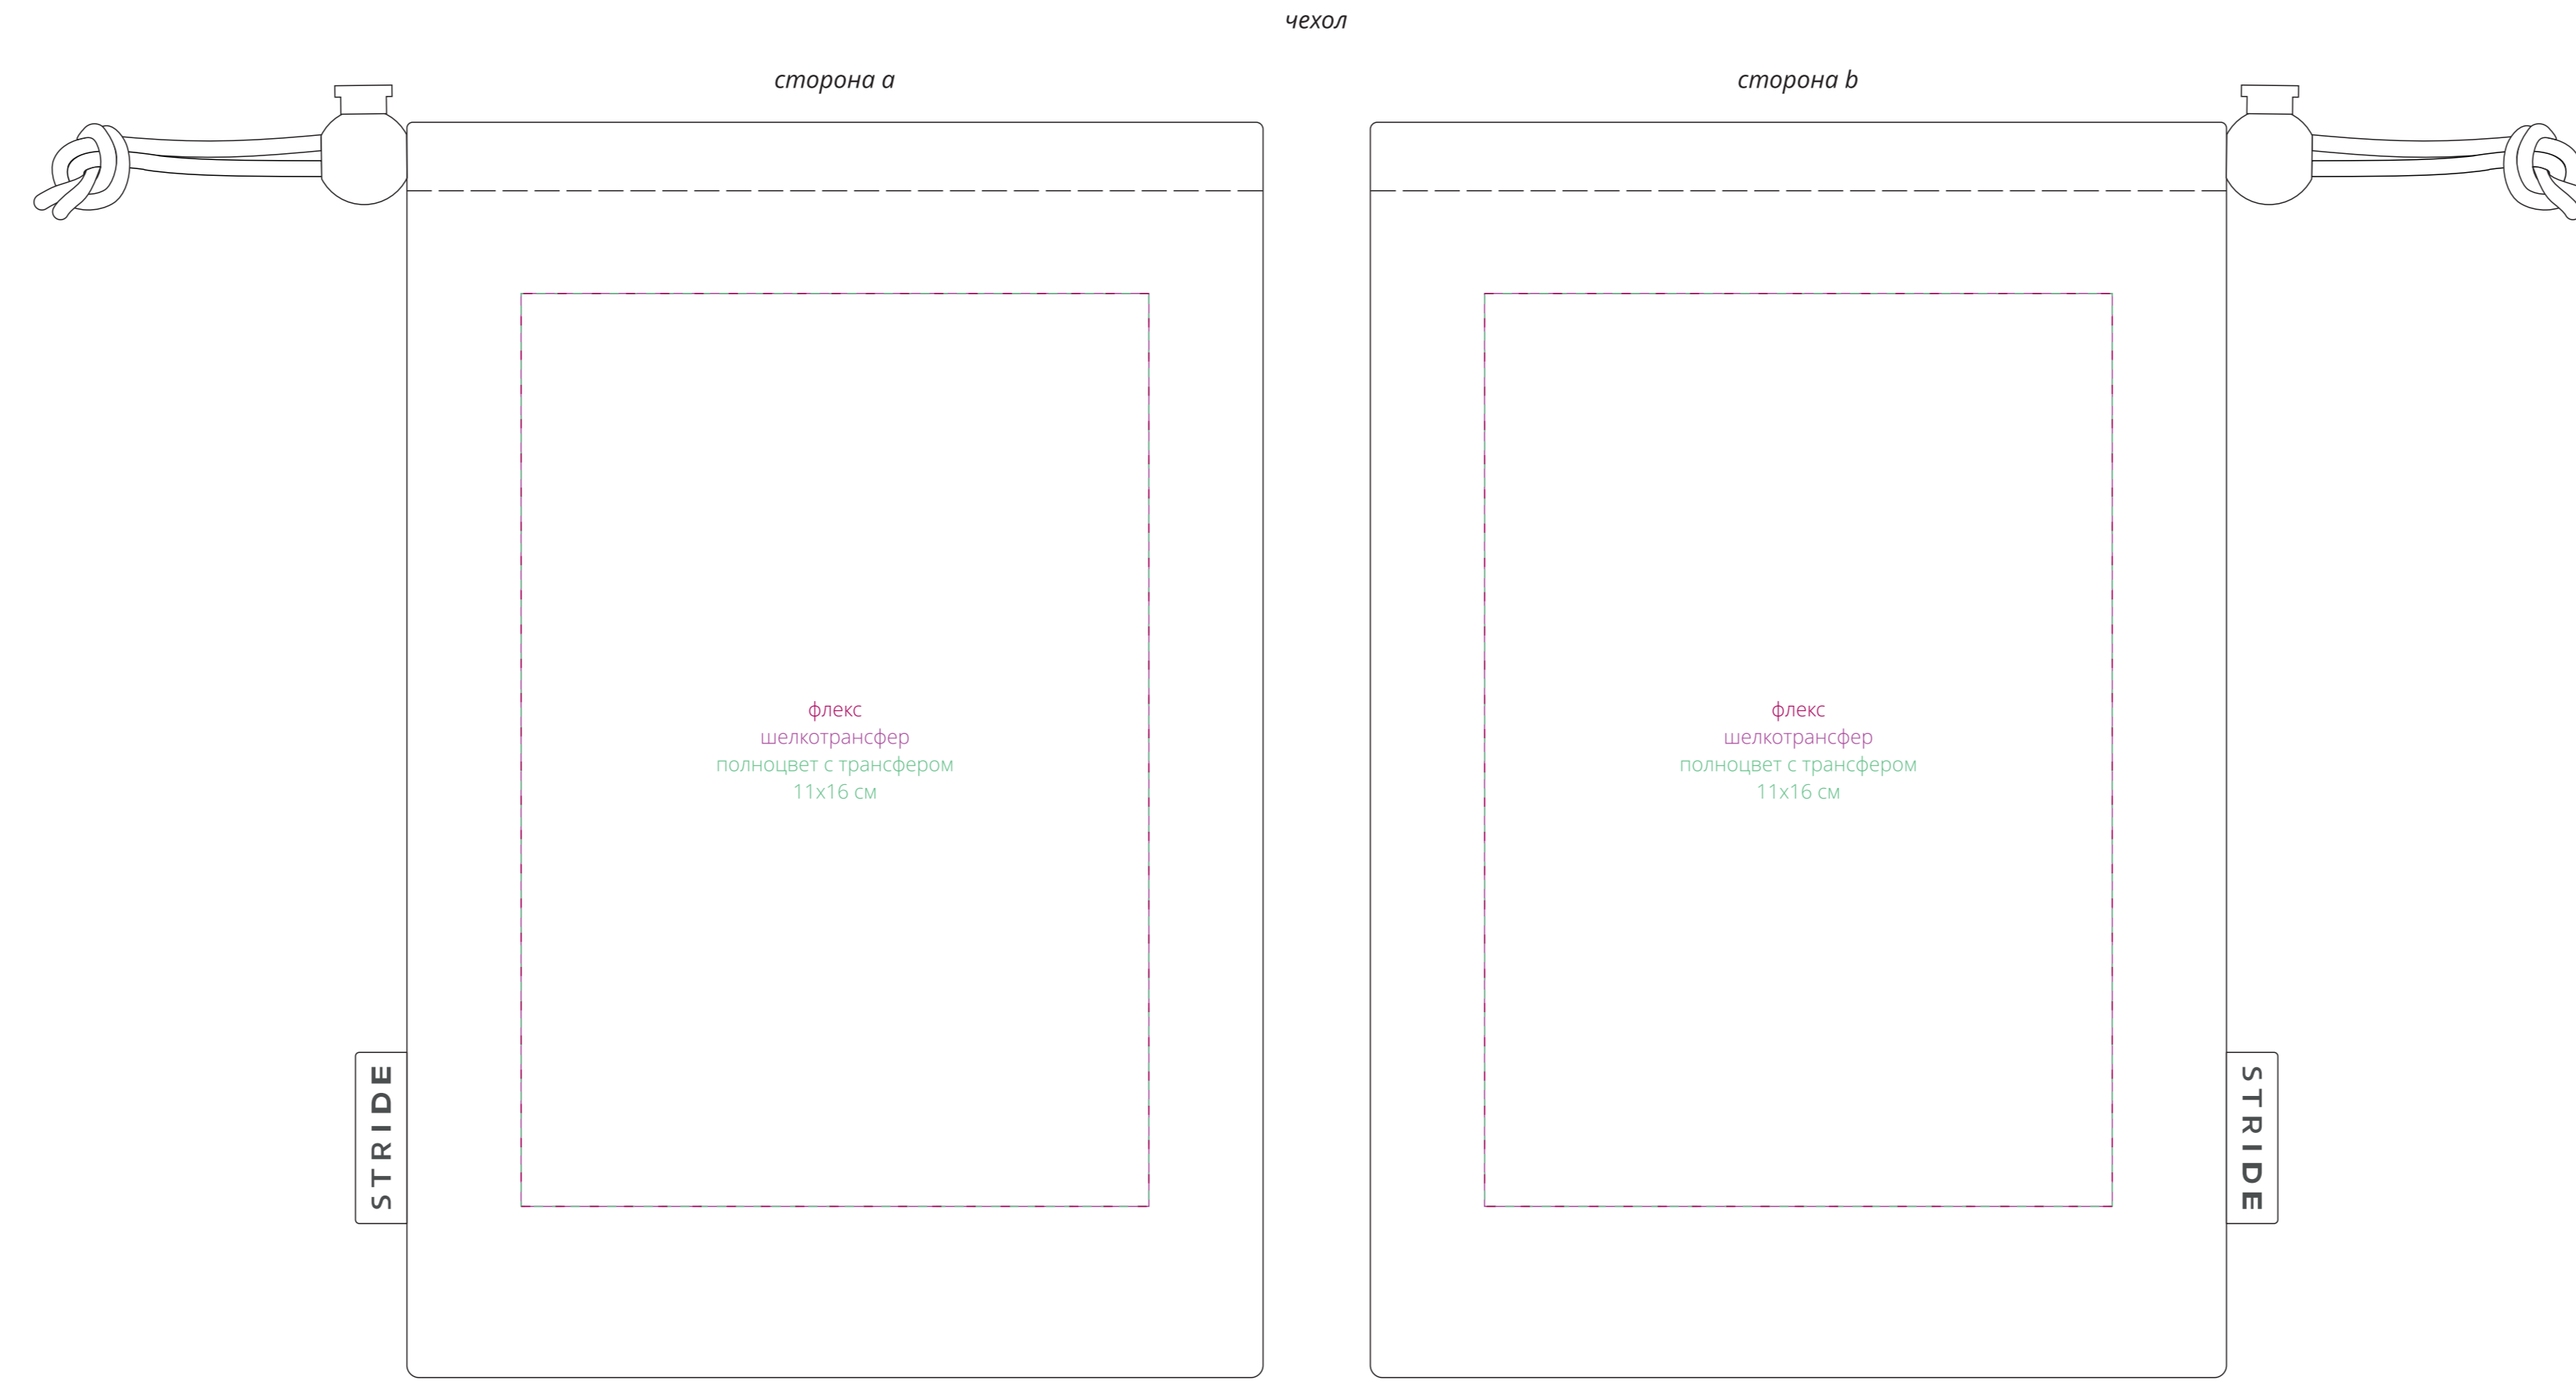 чехол
сторона a
сторона b
флекс
шелкотрансфер
полноцвет с трансфером
11x16 см
флекс
шелкотрансфер
полноцвет с трансфером
11x16 см
STRIDE
STRIDE